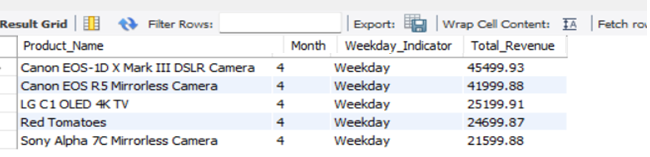 Result Grid Filter Rows: Export: Wrap Cell Content: Fetch
Product_Name Month Weekday_Indicator Total_Revenue
Canon EOS-1D X Mark III DSLR Camera 4 Weekday 45499.93
Canon EOS R5 Mirrorless Camera 4 Weekday 41999.88
LG C1 OLED 4K TV 4 Weekday 25199.91
Red Tomatoes 4 Weekday 24699.87
Sony Alpha 7C Mirrorless Camera 4 Weekday 21599.88